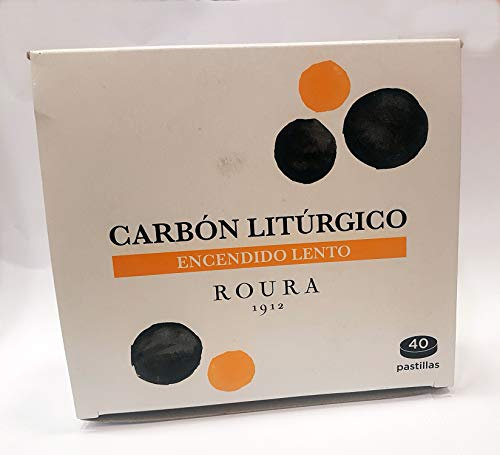 CARBÓN LITÚRGICO
ENCENDIDO LENTO
ROURA
1912
40
pastillas